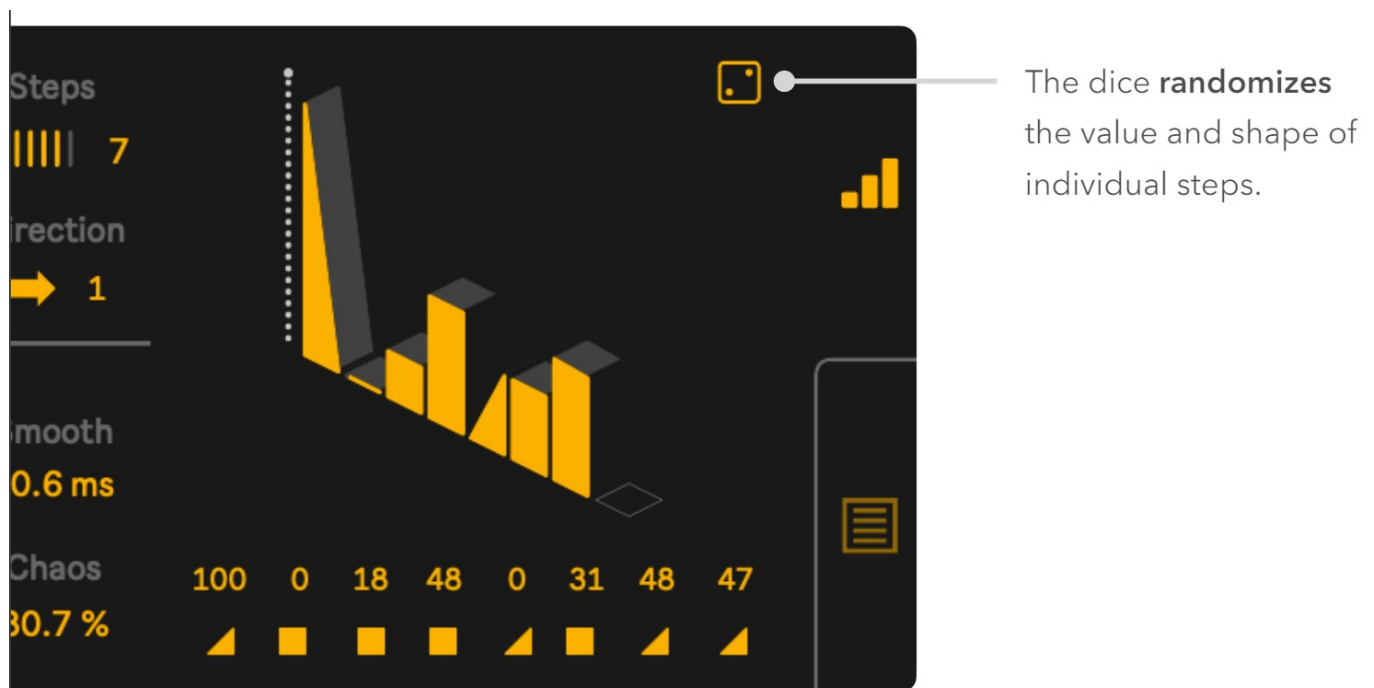 Steps
7
irection
1
mooth
0.6 ms
Chaos
30.7 %
100 0 18 48 0 31 48 47
The dice randomizes
the value and shape of
individual steps.